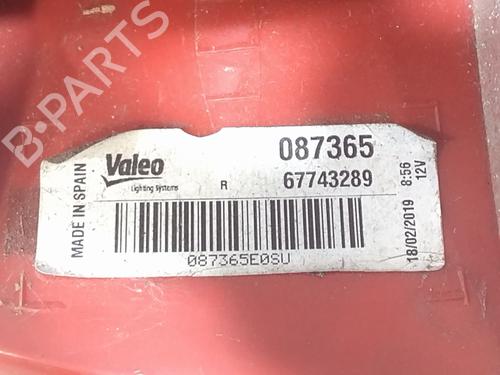 B-PARTS
MADE IN SPAIN
Valeo
Lighting Systems
087365
R 67743289
087365E0SU
18/02/2019 8:56
12V